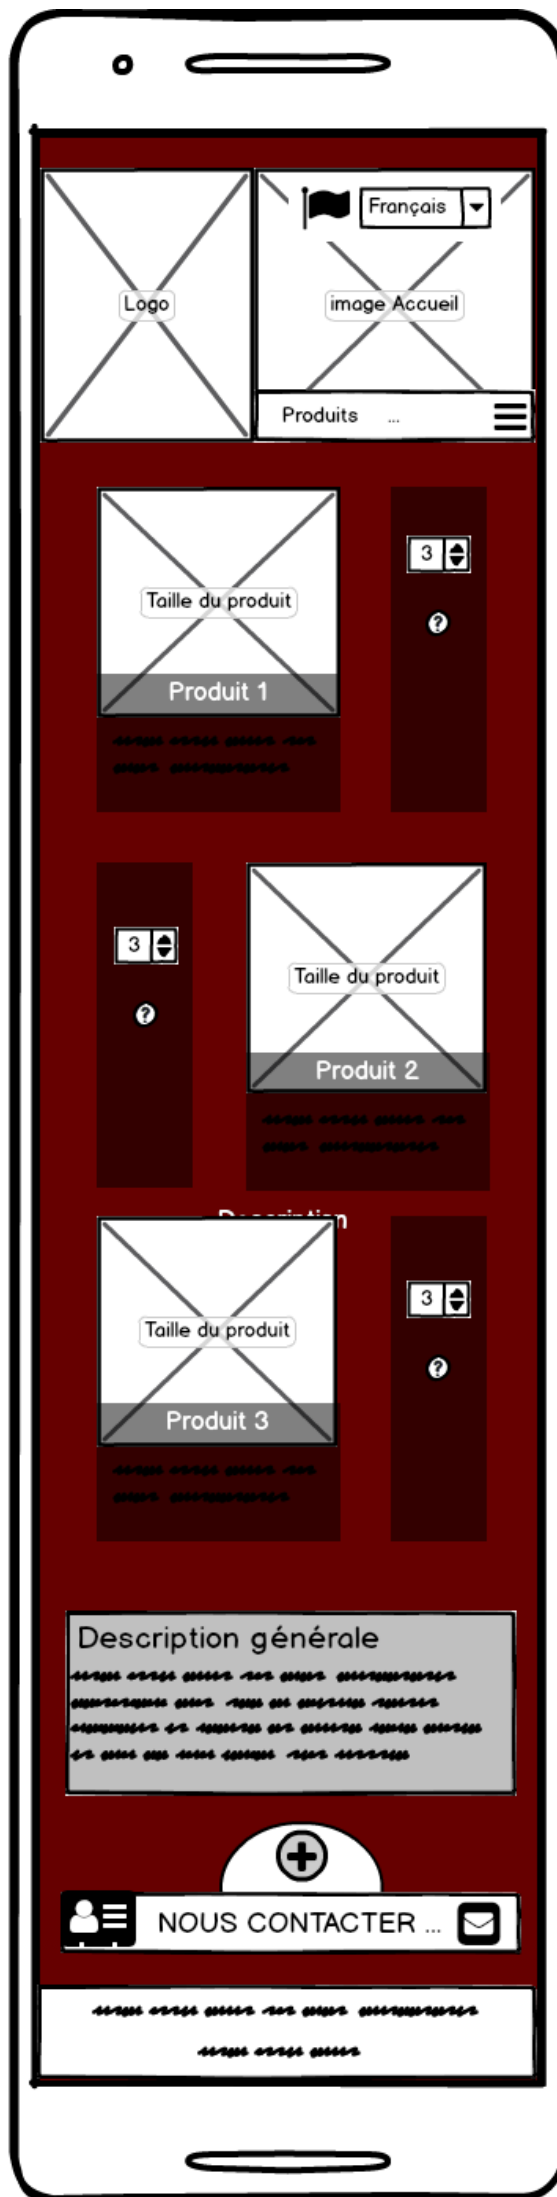 Français
Logo
image Accueil
Produits ...
3
?
Taille du produit
Produit 1
3
?
Taille du produit
Produit 2
Description
3
?
Taille du produit
Produit 3
Description générale
NOUS CONTACTER ...